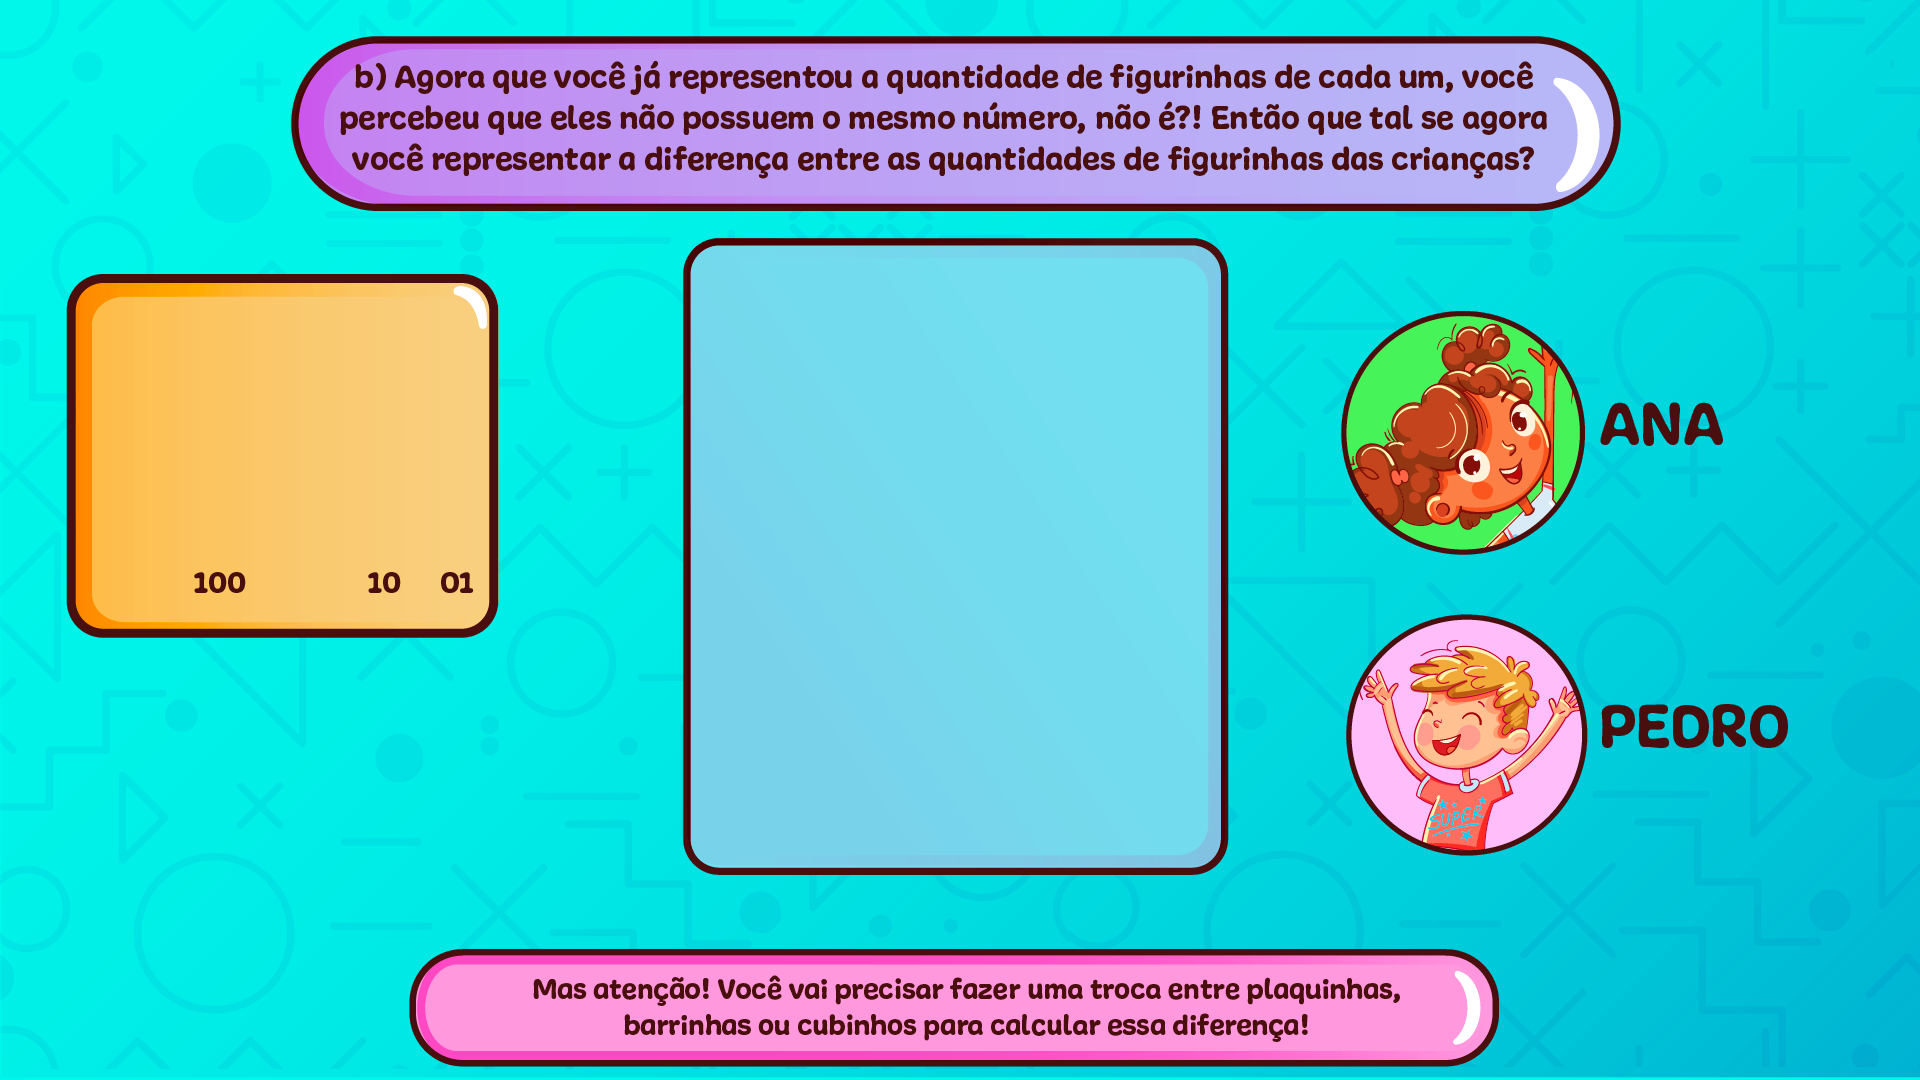 b) Agora que você já representou a quantidade de figurinhas de cada um, você
percebeu que eles não possuem o mesmo número, não é?! Então que tal se agora
você representar a diferença entre as quantidades de figurinhas das crianças?
100 10 01
ANA
PEDRO
SUPER
Mas atenção! Você vai precisar fazer uma troca entre plaquinhas,
barrinhas ou cubinhos para calcular essa diferença!